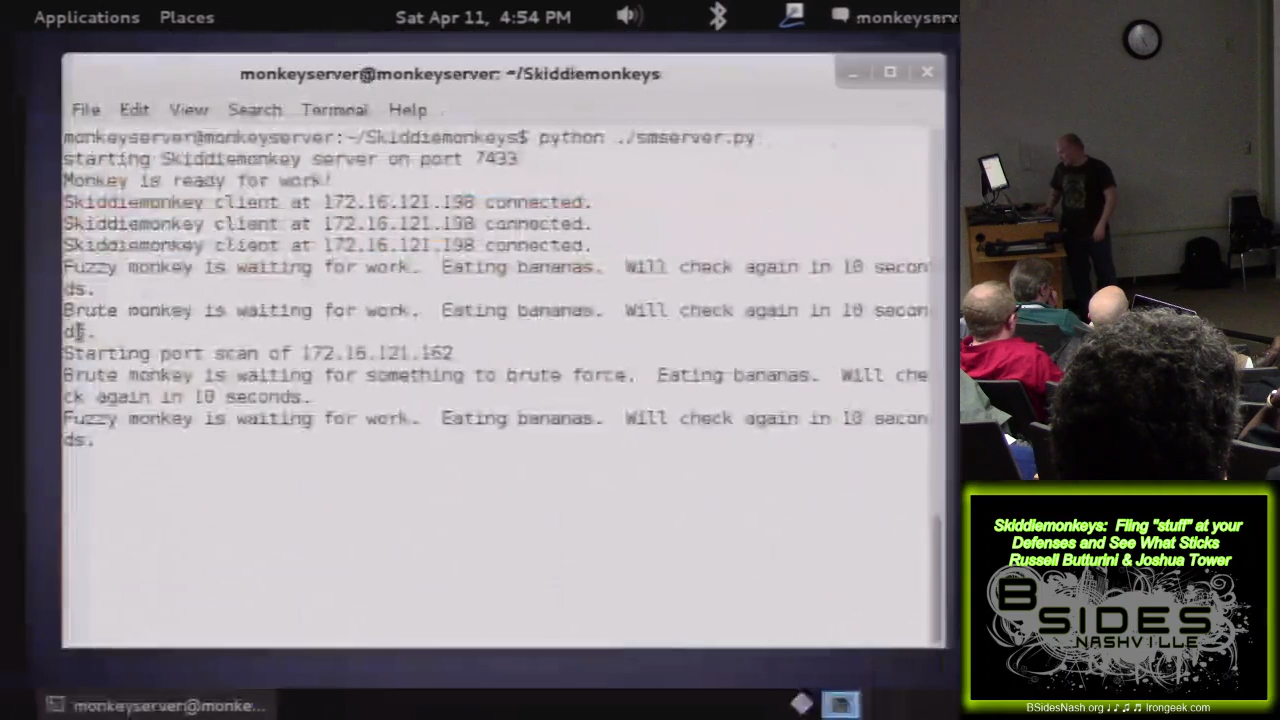 Applications Places Sat Apr 11, 4:54 PM monkeyserv
monkeyserver@monkeyserver: ~/Skiddiemonkeys
File Edit View Search Terminal Help
monkeyserver@monkeyserver:~/Skiddiemonkeys$ python ./smserver.py
starting Skiddiemonkey server on port 7433
Monkey is ready for work!
Skiddiemonkey client at 172.16.121.198 connected.
Skiddiemonkey client at 172.16.121.198 connected.
Skiddiemonkey client at 172.16.121.198 connected.
Fuzzy monkey is waiting for work. Eating bananas. Will check again in 10 secon
ds.
Brute monkey is waiting for work. Eating bananas. Will check again in 10 secon
ds.
Starting port scan of 172.16.121.162
Brute monkey is waiting for something to brute force. Eating bananas. Will che
ck again in 10 seconds.
Fuzzy monkey is waiting for work. Eating bananas. Will check again in 10 secon
ds.
monkeyserver@monke...
Skiddiemonkeys: Fling "stuff" at your
Defenses and See What Sticks
Russell Butturini & Joshua Tower
BSIDES
NASHVILLE
BSidesNash.org ♩♪♫♬ Irongeek.com